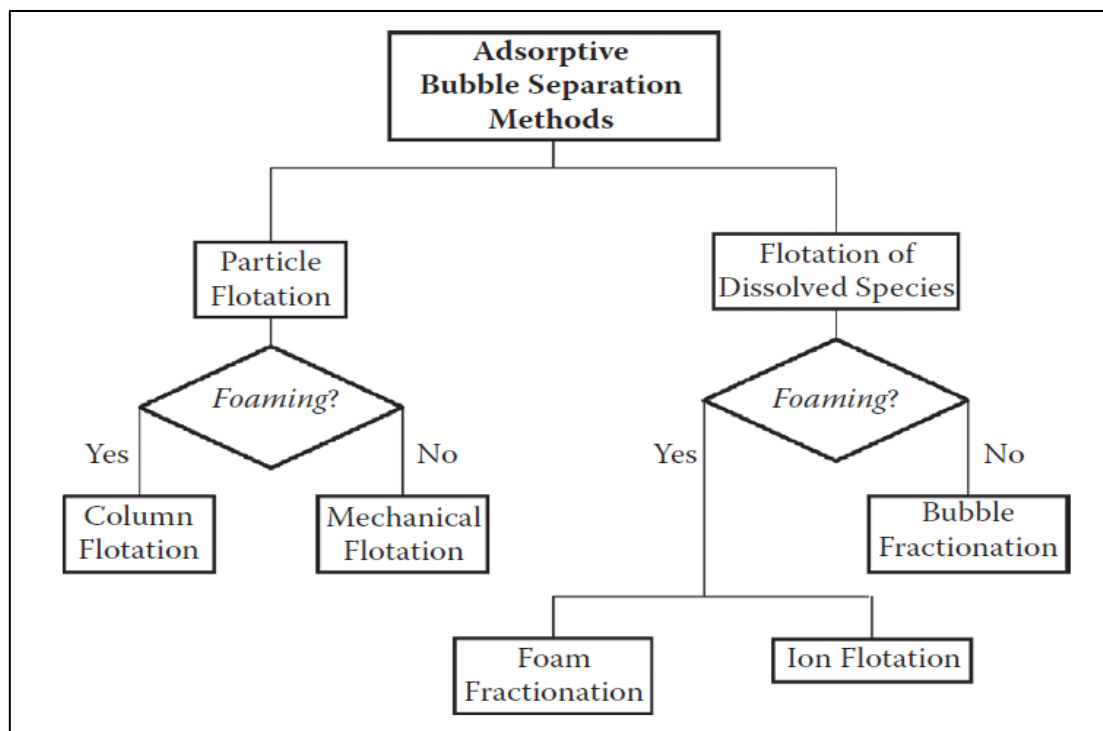 Adsorptive
Bubble Separation
Methods
Particle
Flotation
Flotation of
Dissolved Species
Foaming?
Foaming?
Yes
No
Yes
No
Column
Flotation
Mechanical
Flotation
Bubble
Fractionation
Foam
Fractionation
Ion Flotation